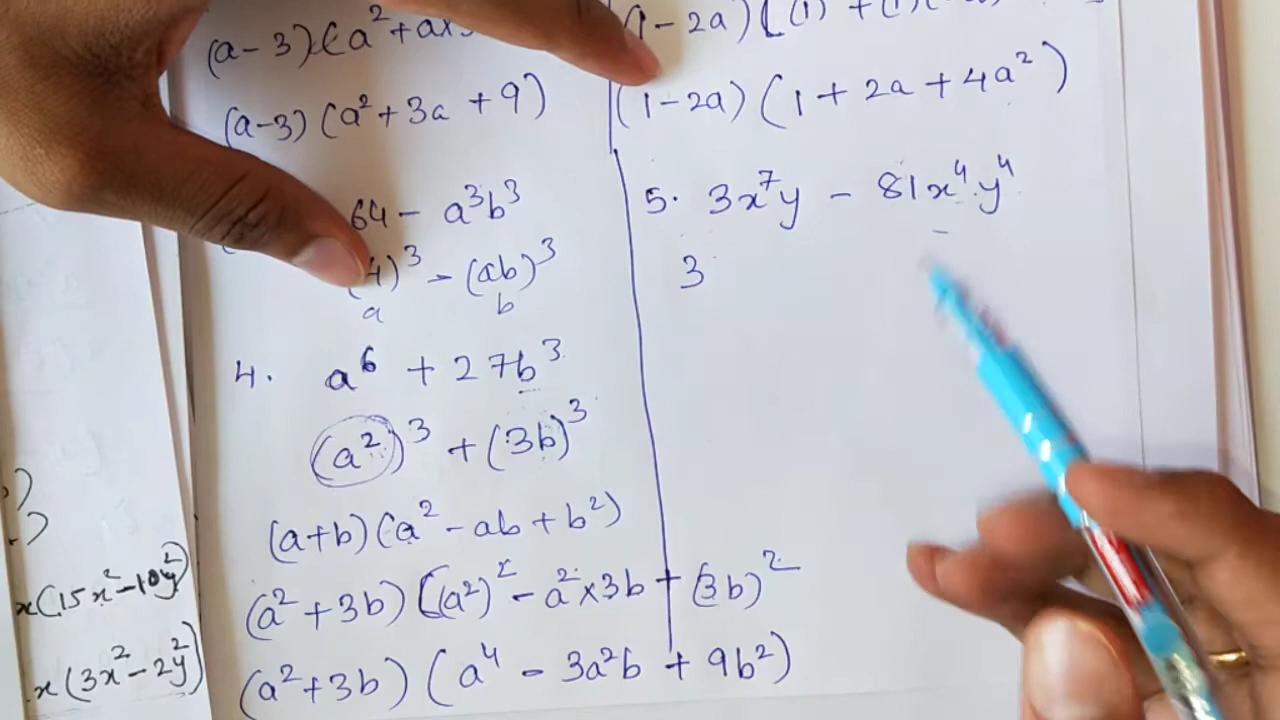 (a-3)(a²+ax
(a-3)(a²+3a+9)
64 - a³b³
4)³ - (ab)³
a b
4. a⁶ + 27b³
(a²)³ + (3b)³
(a+b)(a² - ab + b²)
(a²+3b)((a²)² - a²×3b + (3b)²
(a²+3b)(a⁴ - 3a²b + 9b²)
1-2a)((1) + (1)(
(1-2a)(1+2a+4a²)
5. 3x⁷y - 81x⁴y⁴
3
x(15x²-10y²)
x(3x²-2y²)